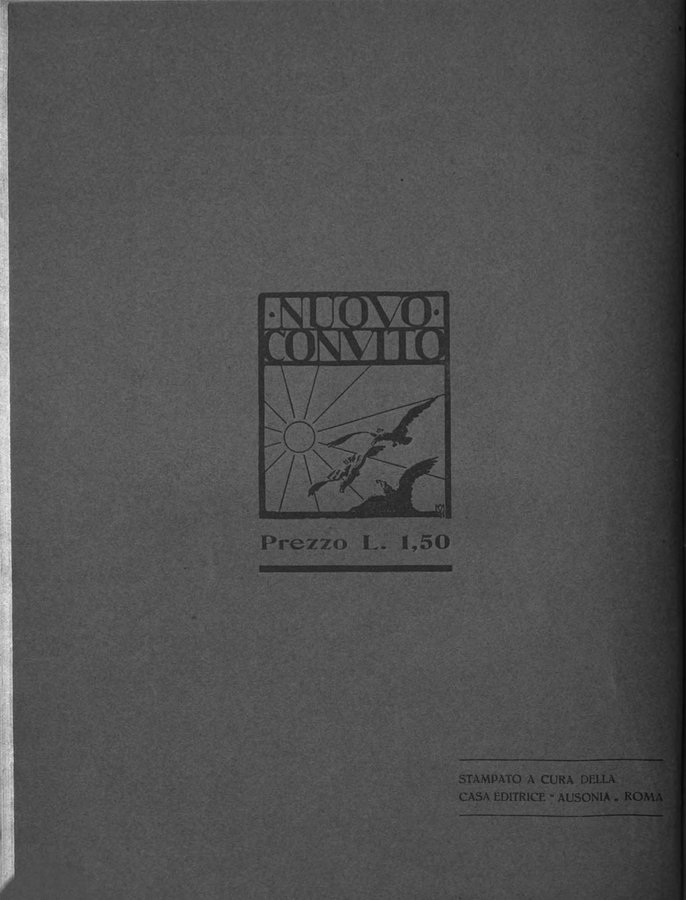 ·NUOVO·
CONVITO
Prezzo L. 1,50
STAMPATO A CURA DELLA
CASA EDITRICE “ AUSONIA „ ROMA